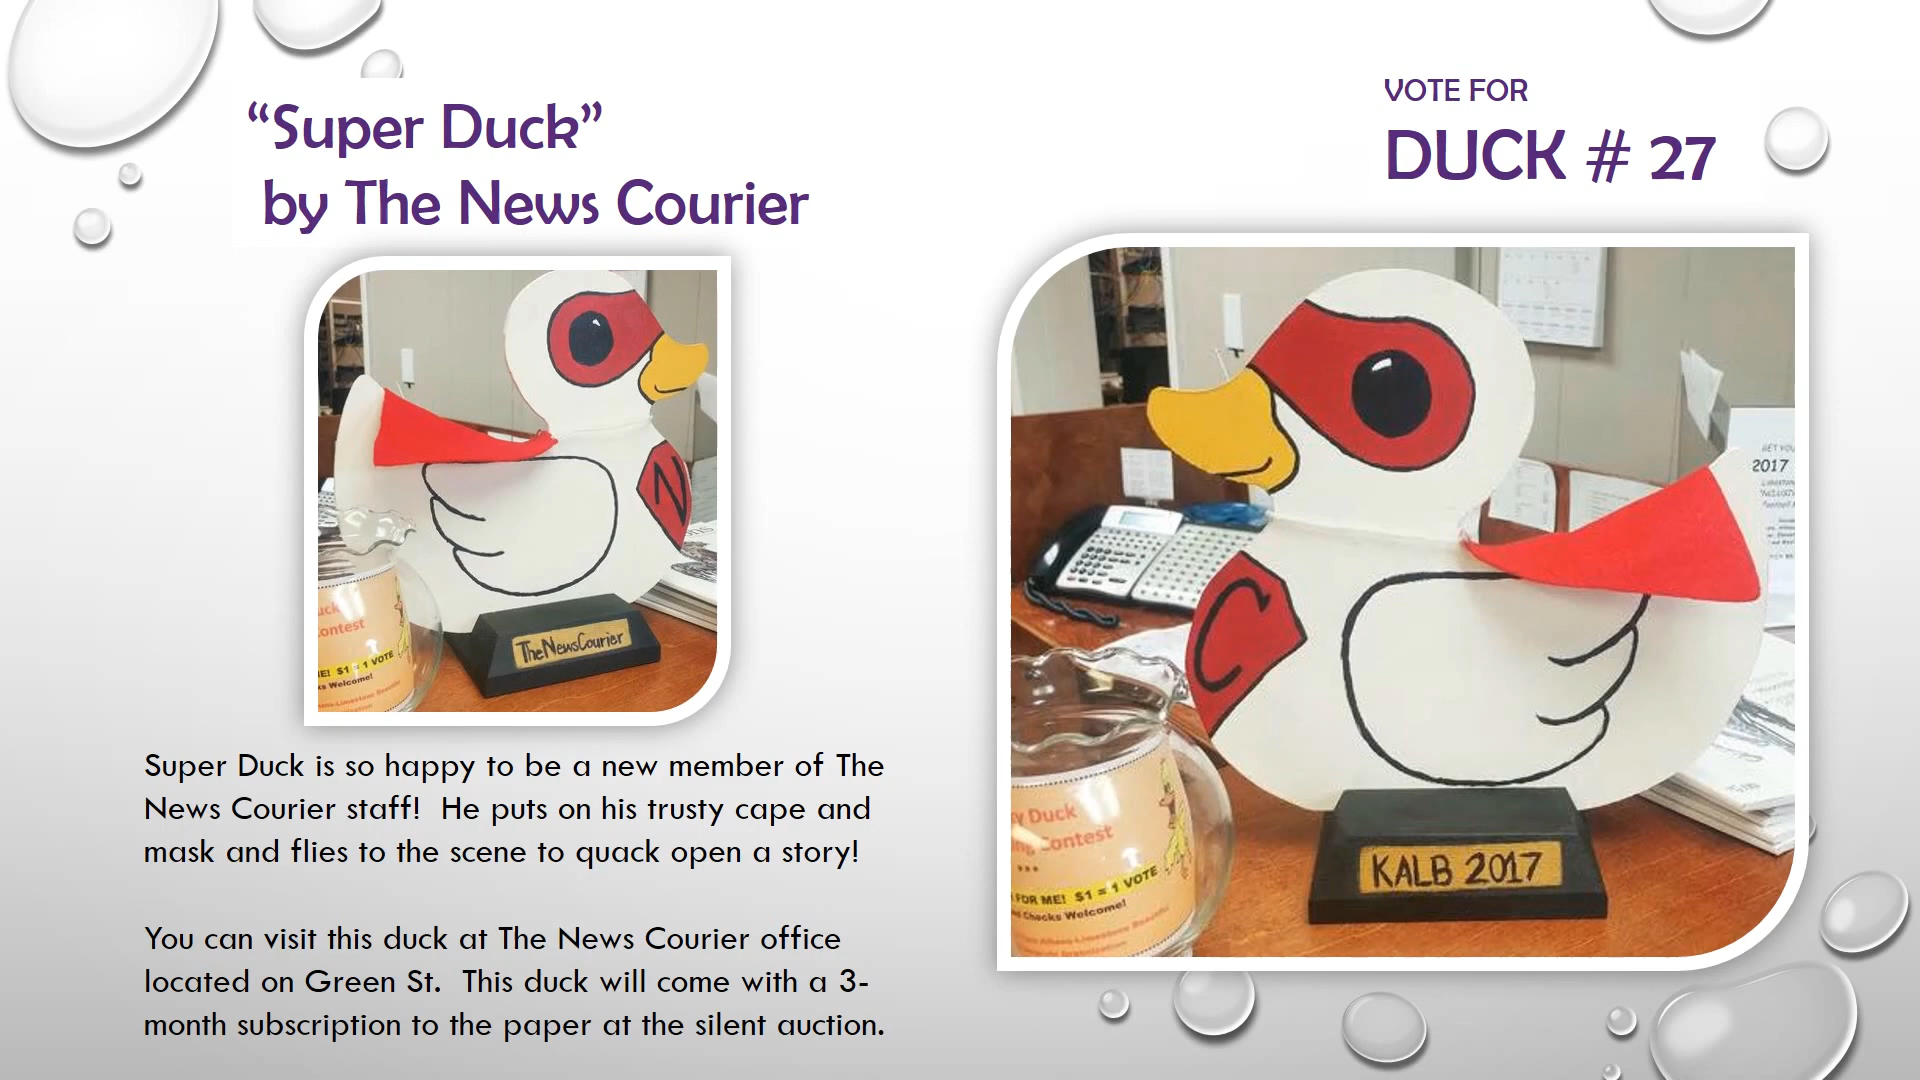 “Super Duck”
by The News Courier
VOTE FOR
DUCK # 27
N
TheNewsCourier
ontest
E! $1 = 1 VOTE
ks Welcome!
C
2017
Duck
Contest
...
FOR ME! $1 = 1 VOTE
Checks Welcome!
KALB 2017
Super Duck is so happy to be a new member of The
News Courier staff! He puts on his trusty cape and
mask and flies to the scene to quack open a story!
You can visit this duck at The News Courier office
located on Green St. This duck will come with a 3-
month subscription to the paper at the silent auction.